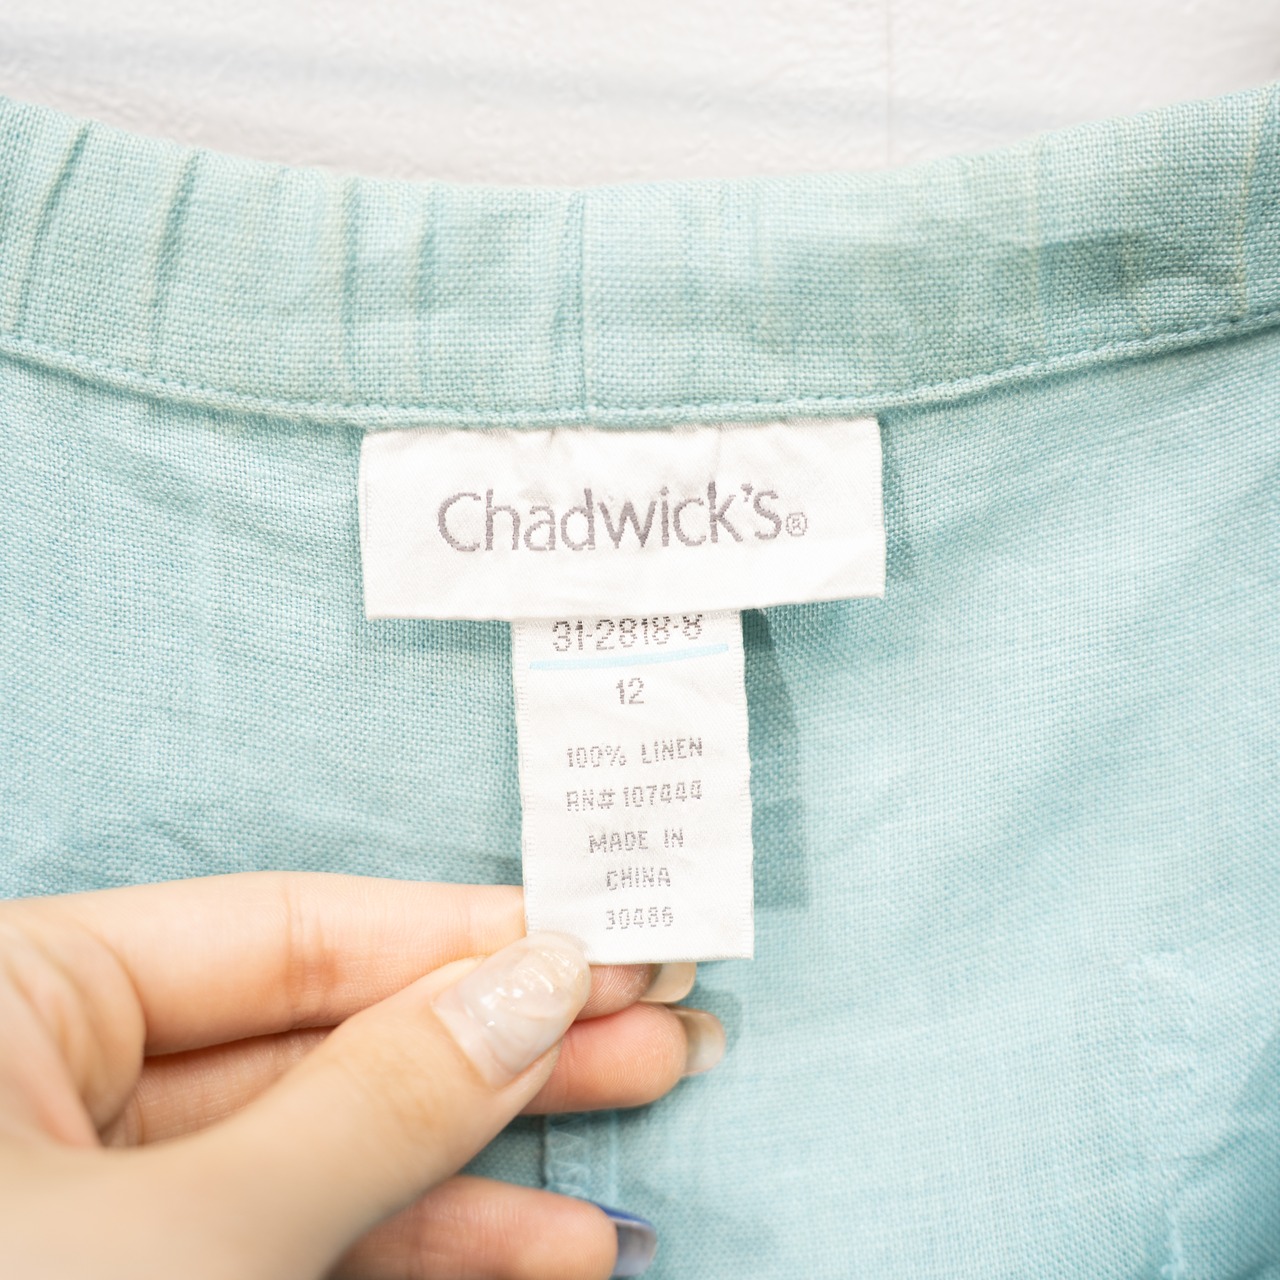 Chadwick's®
31-2818-8
12
100% LINEN
RN# 107444
MADE IN
CHINA
30486